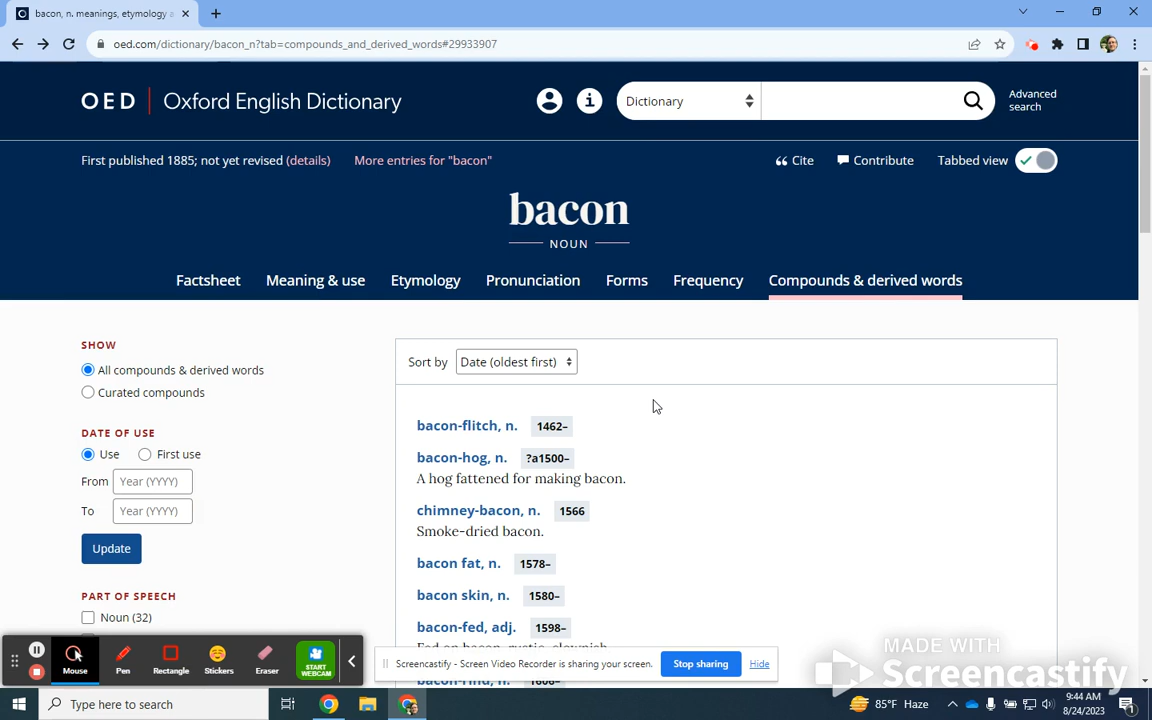 bacon, n. meanings, etymology a
oed.com/dictionary/bacon_n?tab=compounds_and_derived_words#29933907
OED Oxford English Dictionary
Dictionary
Advanced
search
First published 1885; not yet revised (details) More entries for "bacon"
Cite Contribute Tabbed view
bacon
NOUN
Factsheet Meaning & use Etymology Pronunciation Forms Frequency Compounds & derived words
SHOW
All compounds & derived words
Curated compounds
DATE OF USE
Use First use
From Year (YYYY)
To Year (YYYY)
Update
PART OF SPEECH
Noun (32)
Sort by Date (oldest first)
bacon-flitch, n. 1462–
bacon-hog, n. ?a1500–
A hog fattened for making bacon.
chimney-bacon, n. 1566
Smoke-dried bacon.
bacon fat, n. 1578–
bacon skin, n. 1580–
bacon-fed, adj. 1598–
Fed on bacon, rustic, clownish
Mouse Pen Rectangle Stickers Eraser START
WEBCAM
Screencastify - Screen Video Recorder is sharing your screen. Stop sharing Hide
MADE WITH
Screencastify
Type here to search
85°F Haze
9:44 AM
8/24/2023
1